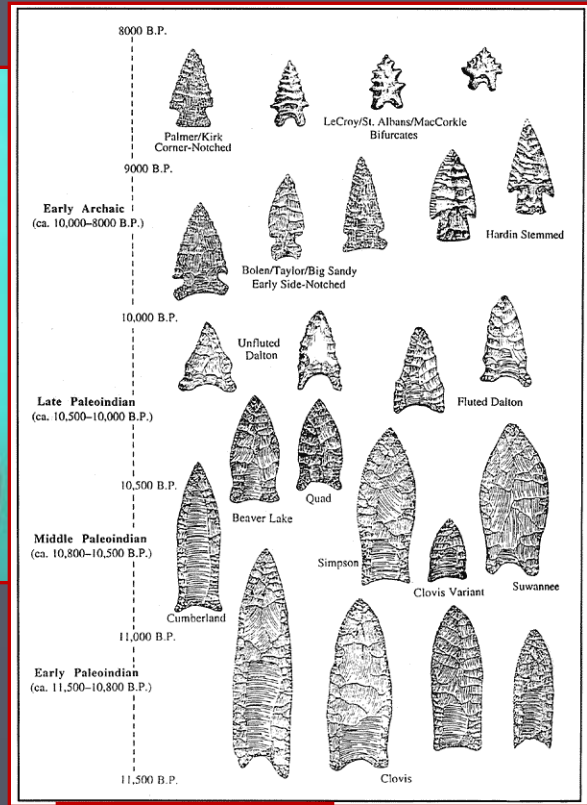 8000 B.P.
Palmer/Kirk
Corner-Notched
LeCroy/St. Albans/MacCorkle
Bifurcates
9000 B.P.
Early Archaic
(ca. 10,000–8000 B.P.)
Hardin Stemmed
Bolen/Taylor/Big Sandy
Early Side-Notched
10,000 B.P.
Unfluted
Dalton
Late Paleoindian
(ca. 10,500–10,000 B.P.)
Fluted Dalton
10,500 B.P.
Beaver Lake
Quad
Middle Paleoindian
(ca. 10,800–10,500 B.P.)
Simpson
Clovis Variant
Suwannee
Cumberland
11,000 B.P.
Early Paleoindian
(ca. 11,500–10,800 B.P.)
11,500 B.P.
Clovis